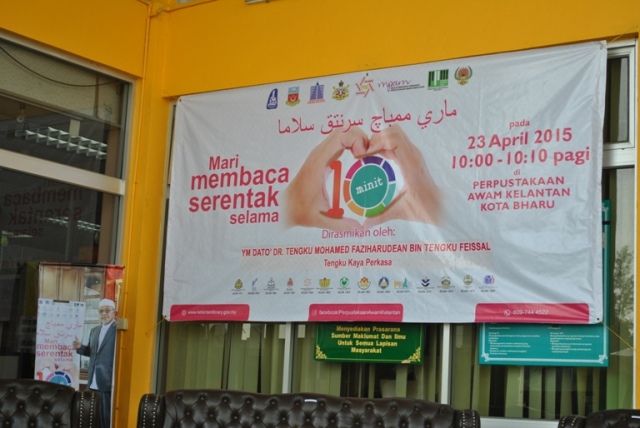 ماري ممباچ سرنتق سلاما
Mari
membaca
serentak
selama
10
minit
pada
23 April 2015
10:00 -10:10 pagi
di
PERPUSTAKAAN
AWAM KELANTAN
KOTA BHARU
Dirasmikan oleh:
YM DATO' DR. TENGKU MOHAMED FAZIHARUDEAN BIN TENGKU FEISSAL
Tengku Kaya Perkasa
Menyediakan Prasarana
Sumber Maklumat Dan Ilmu
Untuk Semua Lapisan
Masyarakat
Mari
membaca
serentak